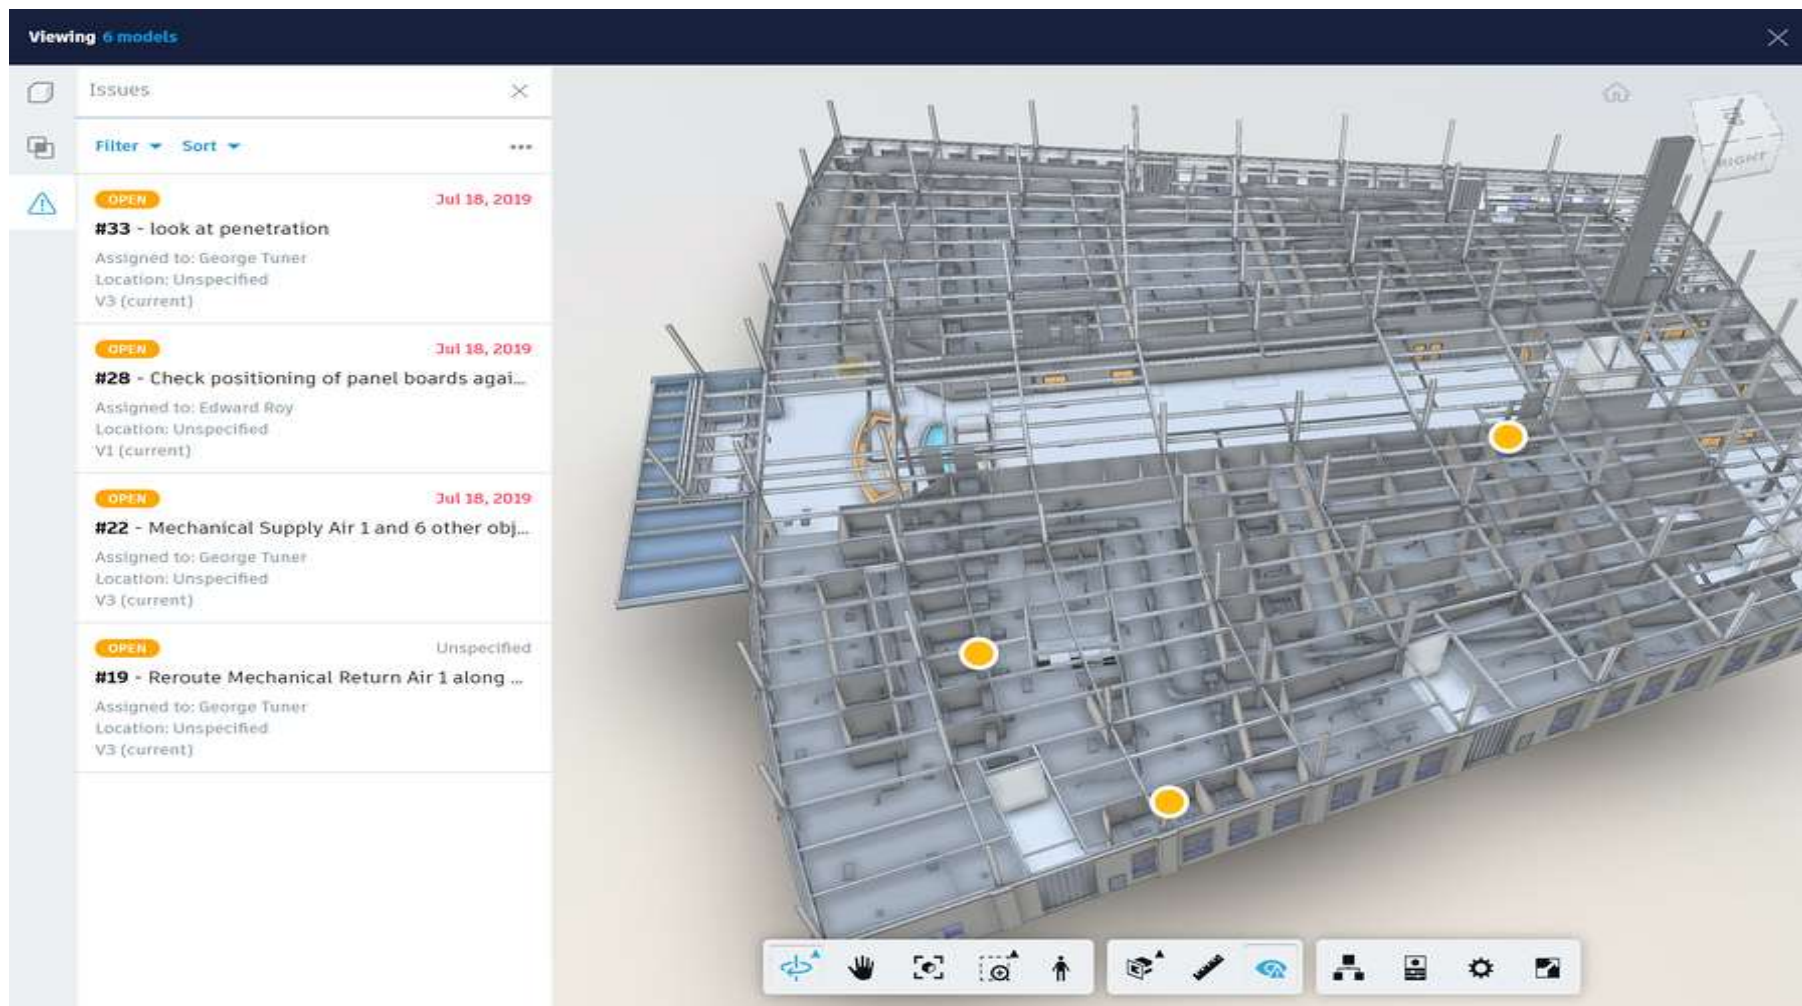 Viewing 6 models
Issues
Filter Sort
OPEN Jul 18, 2019
#33 - look at penetration
Assigned to: George Tuner
Location: Unspecified
V3 (current)
OPEN Jul 18, 2019
#28 - Check positioning of panel boards agai...
Assigned to: Edward Roy
Location: Unspecified
V1 (current)
OPEN Jul 18, 2019
#22 - Mechanical Supply Air 1 and 6 other obj...
Assigned to: George Tuner
Location: Unspecified
V3 (current)
OPEN Unspecified
#19 - Reroute Mechanical Return Air 1 along ...
Assigned to: George Tuner
Location: Unspecified
V3 (current)
RIGHT